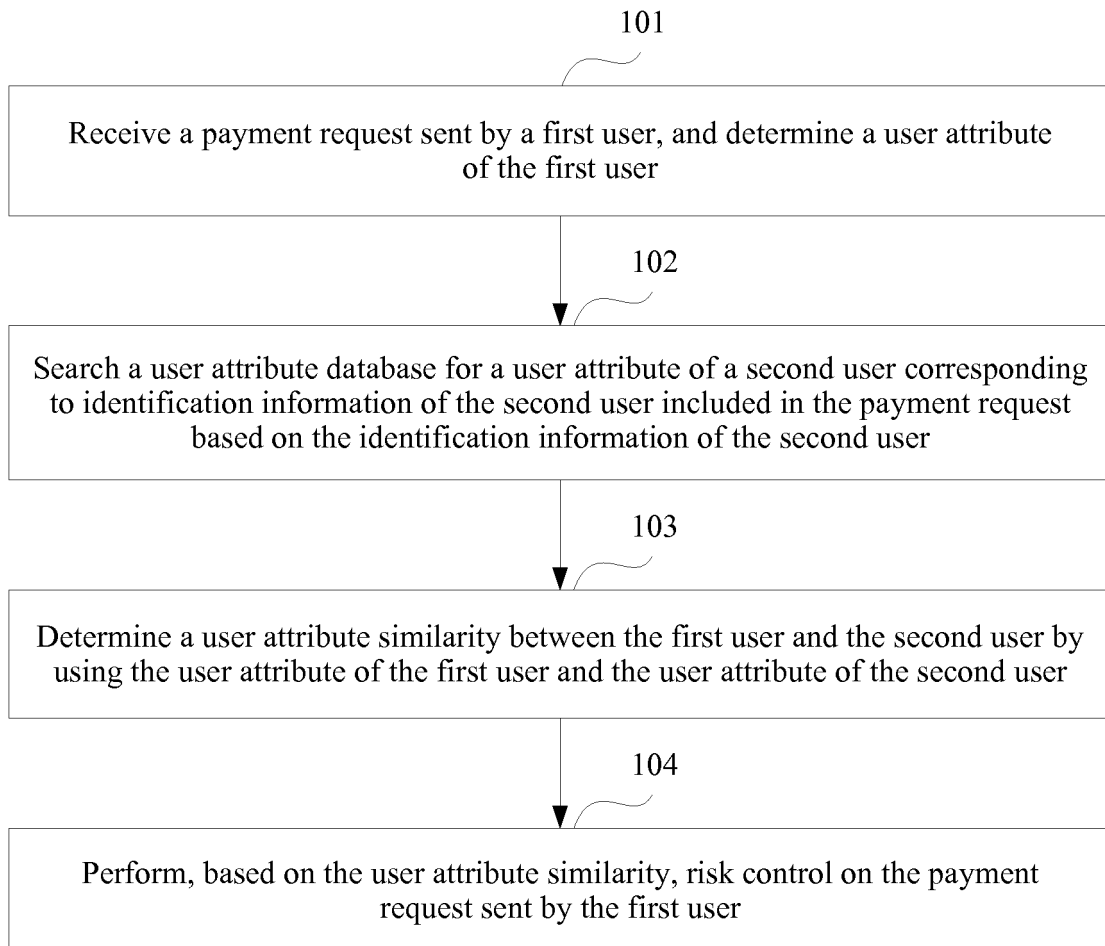 101
Receive a payment request sent by a first user, and determine a user attribute
of the first user
102
Search a user attribute database for a user attribute of a second user corresponding
to identification information of the second user included in the payment request
based on the identification information of the second user
103
Determine a user attribute similarity between the first user and the second user by
using the user attribute of the first user and the user attribute of the second user
104
Perform, based on the user attribute similarity, risk control on the payment
request sent by the first user